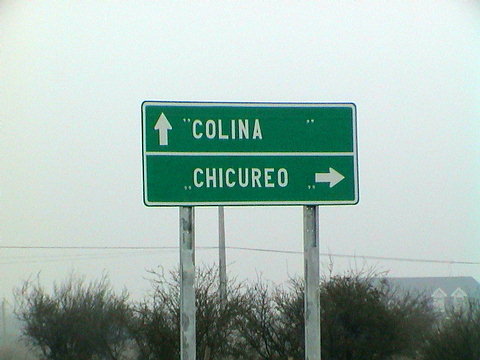 "COLINA "
„CHICUREO „